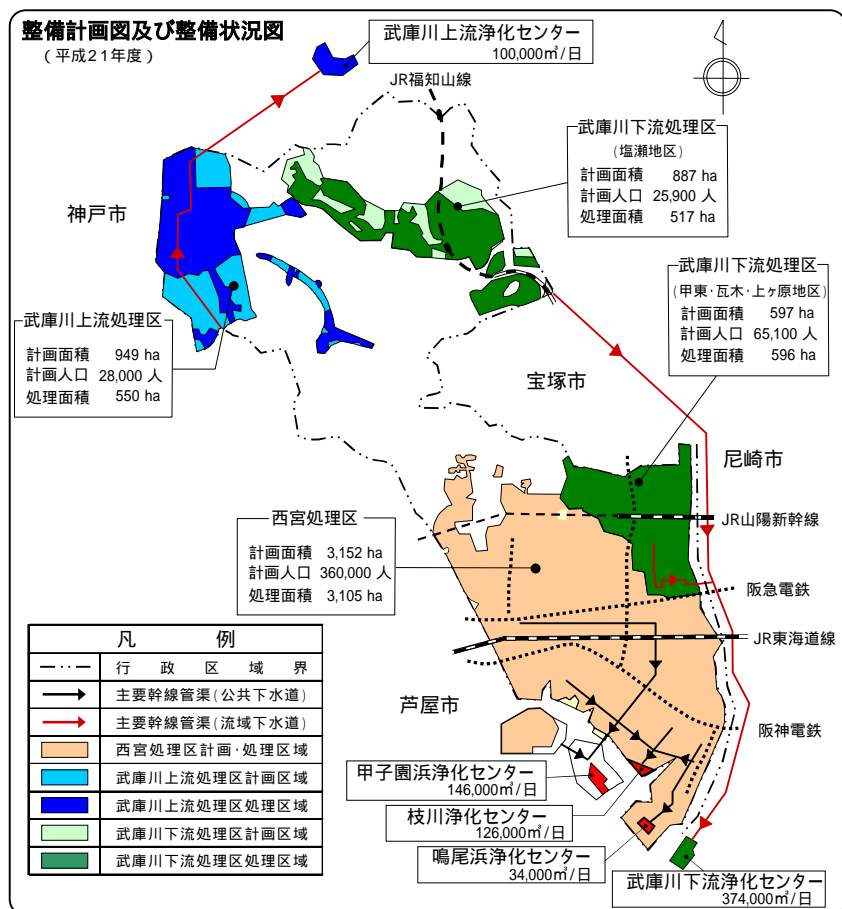 整備計画図及び整備状況図
(平成21年度)
武庫川上流浄化センター
100,000㎥/日
JR福知山線
武庫川下流処理区
(塩瀬地区)
計画面積 887 ha
計画人口 25,900 人
処理面積 517 ha
神戸市
武庫川下流処理区
(甲東・瓦木・上ヶ原地区)
計画面積 597 ha
計画人口 65,100 人
処理面積 596 ha
武庫川上流処理区
計画面積 949 ha
計画人口 28,000 人
処理面積 550 ha
宝塚市
尼崎市
西宮処理区
計画面積 3,152 ha
計画人口 360,000 人
処理面積 3,105 ha
JR山陽新幹線
阪急電鉄
JR東海道線
阪神電鉄
芦屋市
凡例
行政区域界
主要幹線管渠(公共下水道)
主要幹線管渠(流域下水道)
西宮処理区計画・処理区域
武庫川上流処理区計画区域
武庫川上流処理区処理区域
武庫川下流処理区計画区域
武庫川下流処理区処理区域
甲子園浜浄化センター
146,000㎥/日
枝川浄化センター
126,000㎥/日
鳴尾浜浄化センター
34,000㎥/日
武庫川下流浄化センター
374,000㎥/日